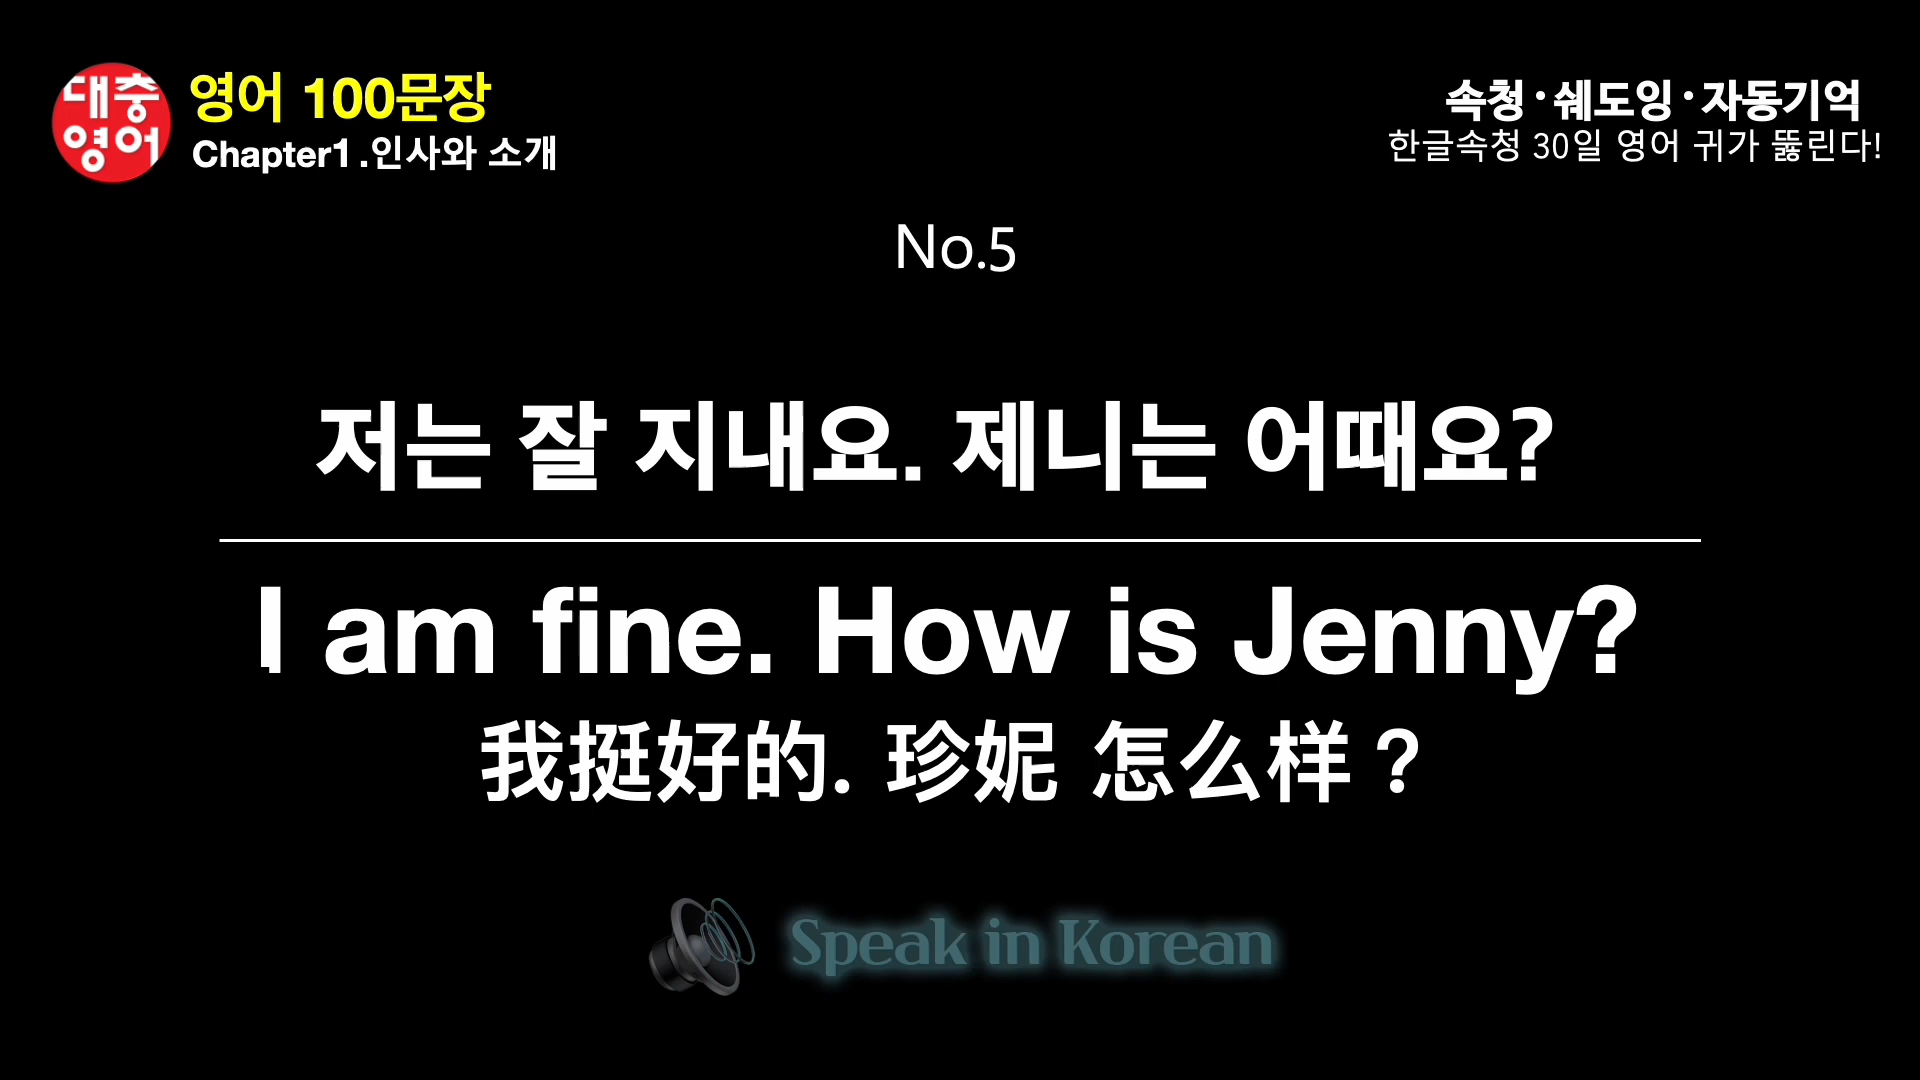 대충
영어
영어 100문장
Chapter1.인사와 소개
속청·쉐도잉·자동기억
한글속청 30일 영어 귀가 뚫린다!
No.5
저는 잘 지내요. 제니는 어때요?
I am fine. How is Jenny?
我挺好的. 珍妮 怎么样？
Speak in Korean